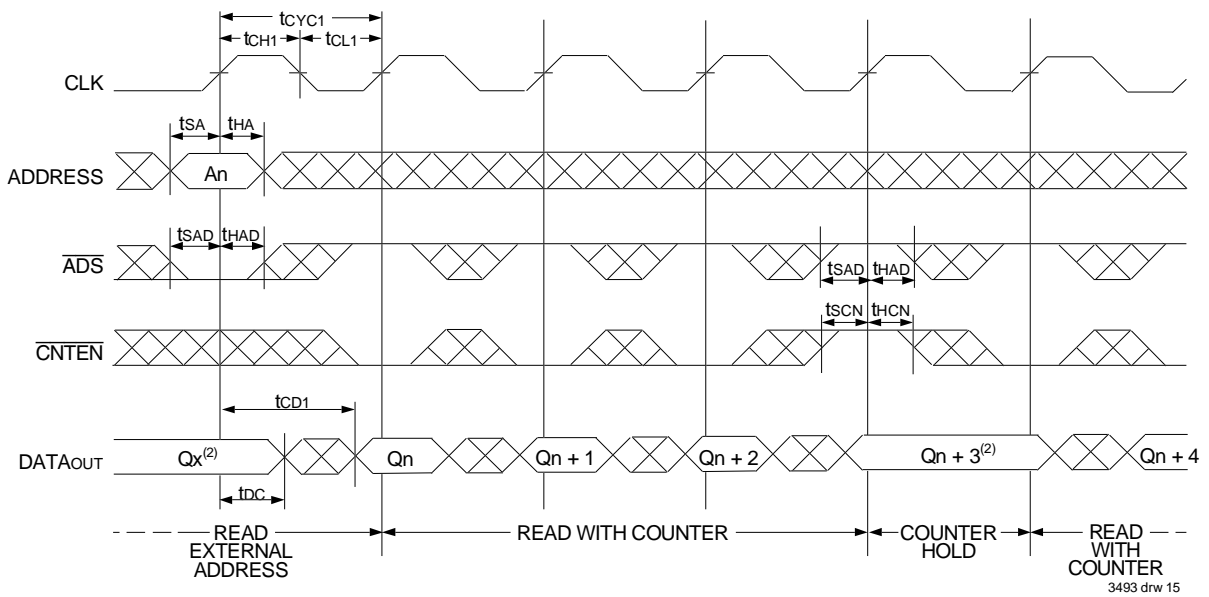 tCYC1
tCH1 tCL1
CLK
tSA tHA
ADDRESS An
tSAD tHAD
ADS
tSAD tHAD
tSCN tHCN
CNTEN
tCD1
DATAOUT Qx(2) Qn Qn + 1 Qn + 2 Qn + 3(2) Qn + 4
tDC
READ EXTERNAL ADDRESS
READ WITH COUNTER
COUNTER HOLD
READ WITH COUNTER
3493 drw 15